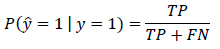 P(ŷ = 1 | y = 1) = TP / (TP + FN)